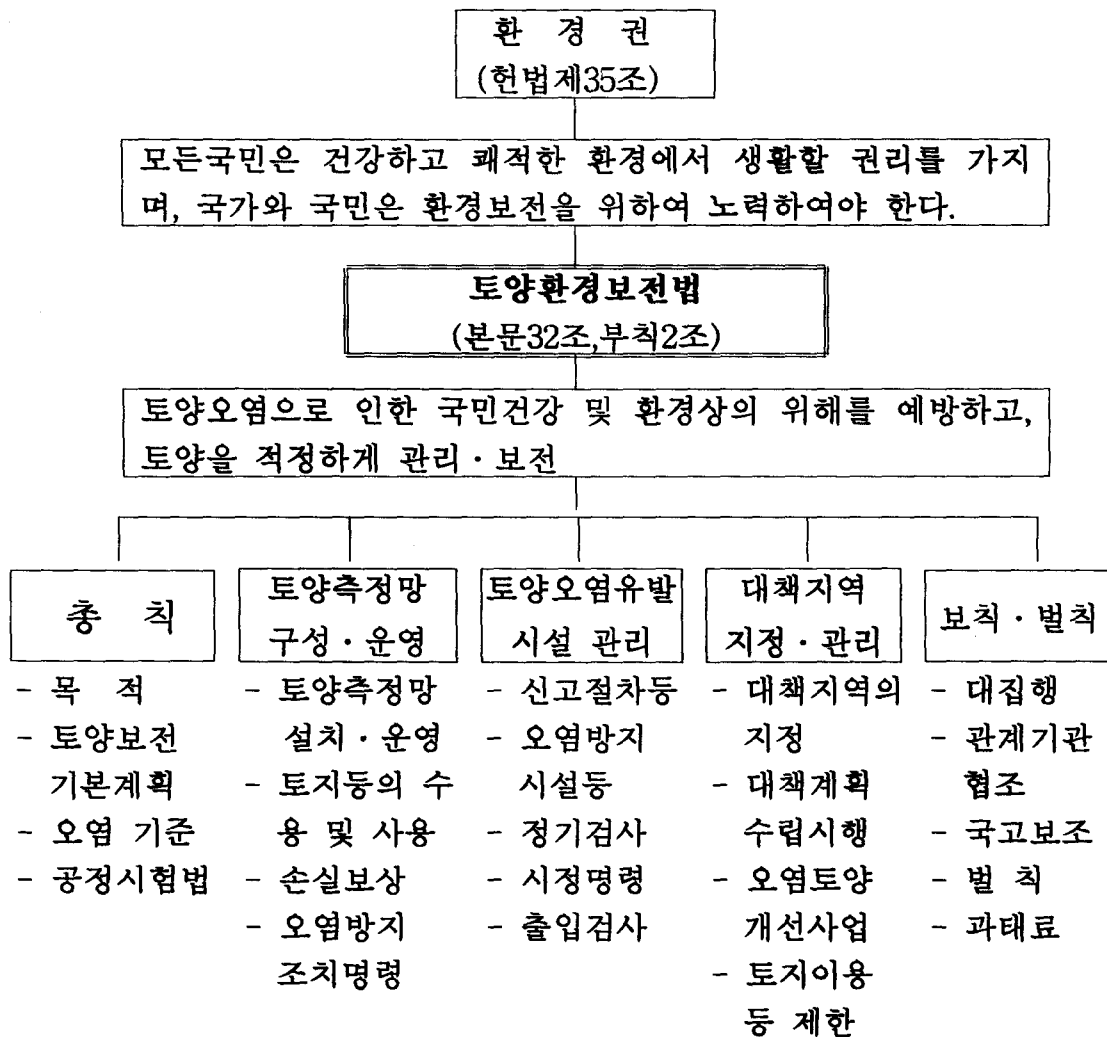 환 경 권
(헌법제35조)
모든국민은 건강하고 쾌적한 환경에서 생활할 권리를 가지
며, 국가와 국민은 환경보전을 위하여 노력하여야 한다.
토양환경보전법
(본문32조,부칙2조)
토양오염으로 인한 국민건강 및 환경상의 위해를 예방하고,
토양을 적정하게 관리·보전
총 칙
- 목 적
- 토양보전
기본계획
- 오염 기준
- 공정시험법
토양측정망
구성·운영
- 토양측정망
설치·운영
- 토지등의 수
용 및 사용
- 손실보상
- 오염방지
조치명령
토양오염유발
시설 관리
- 신고절차등
- 오염방지
시설등
- 정기검사
- 시정명령
- 출입검사
대책지역
지정·관리
- 대책지역의
지정
- 대책계획
수립시행
- 오염토양
개선사업
- 토지이용
등 제한
보칙·벌칙
- 대집행
- 관계기관
협조
- 국고보조
- 벌 칙
- 과태료